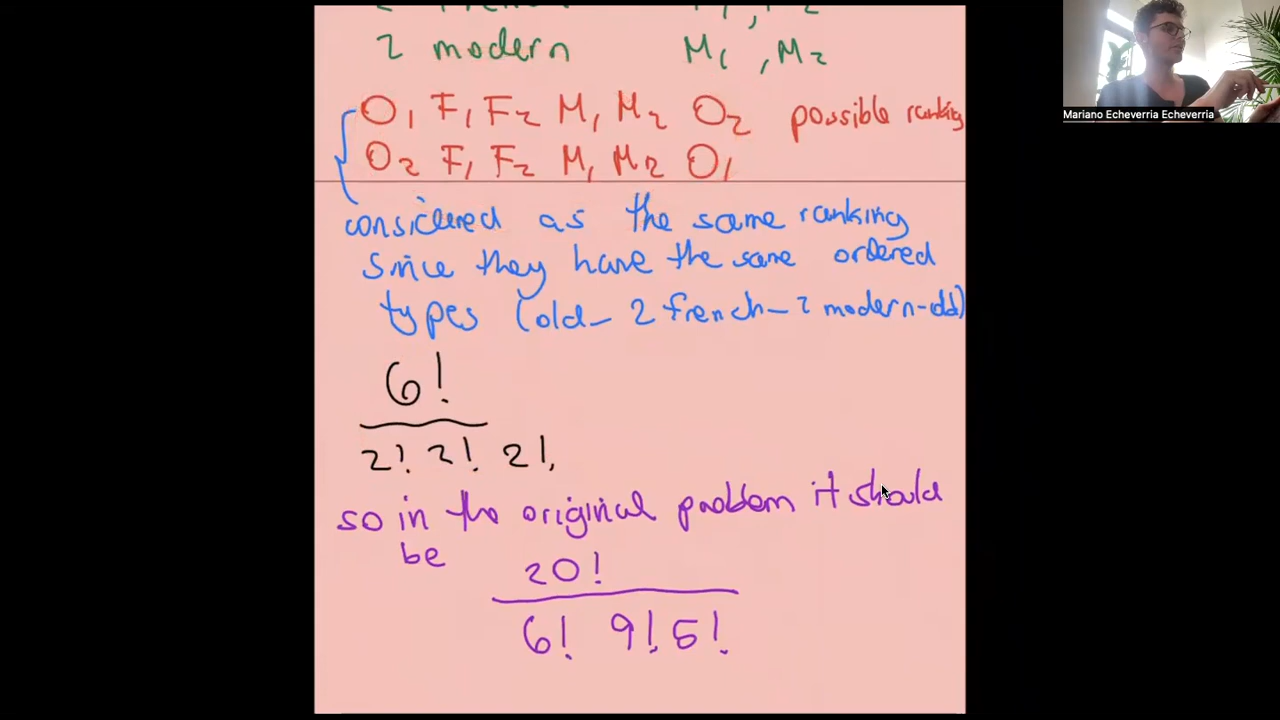 2 modern M1 , M2
O1 F1 F2 M1 M2 O2 possible ranking
O2 F1 F2 M1 M2 O1
considered as the same ranking
since they have the same ordered
types (old - 2 french - 2 modern - old)
6!
2! 2! 2!,
so in the original problem it should
be
20!
6! 9! 5!
Mariano Echeverria Echeverria